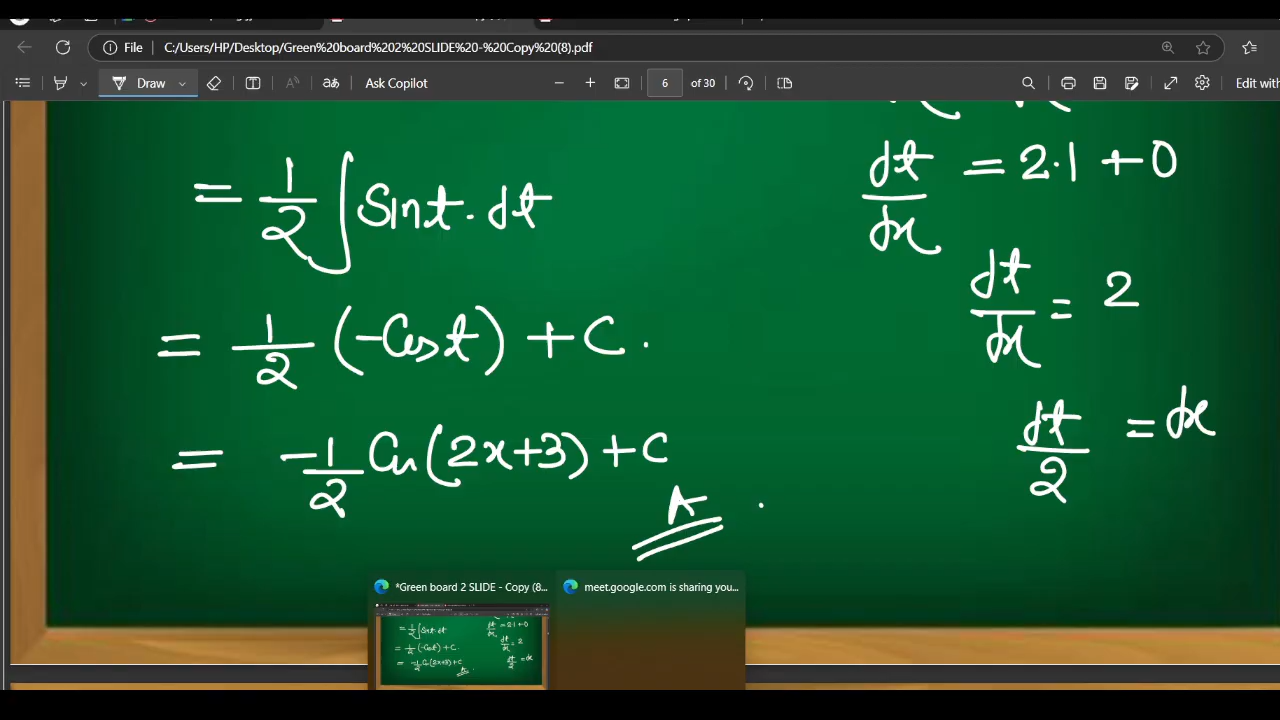 File C:/Users/HP/Desktop/Green%20board%202%20SLIDE%20-%20Copy%20(8).pdf
Draw Ask Copilot 6 of 30 Edit with
= 1/2 ∫ Sint. dt
= 1/2 (-Cost) + C.
= -1/2 Cos(2x+3) + C
A
dt/dx = 2·1 + 0
dt/dx = 2
dt/2 = dx
*Green board 2 SLIDE - Copy (8...
meet.google.com is sharing you...